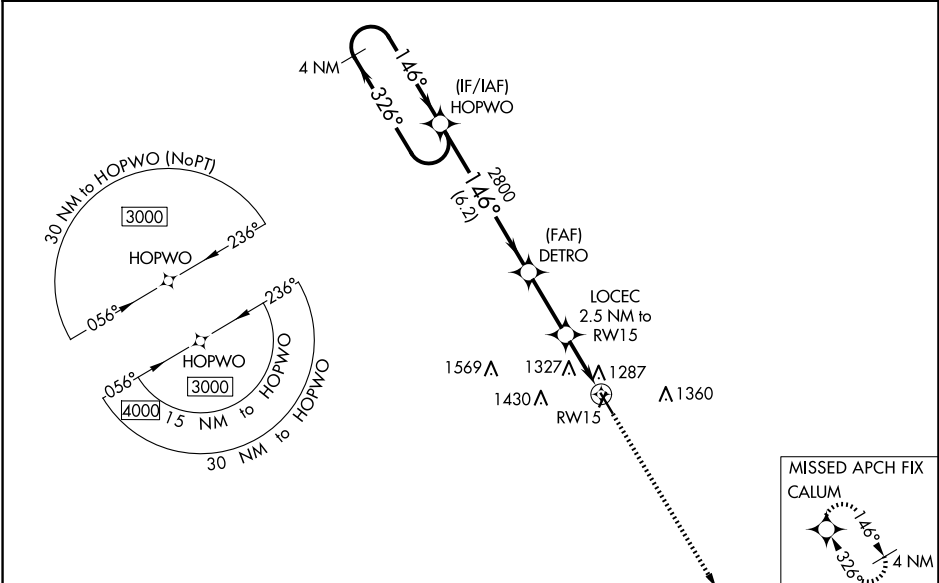 4 NM
146°
326°
(IF/IAF)
HOPWO
2800
146°
(6.2)
(FAF)
DETRO
LOCEC
2.5 NM to
RW15
1569
1327
1287
1430
1360
RW15
30 NM to HOPWO (NoPT)
3000
236°
HOPWO
056°
236°
HOPWO
056°
3000
4000
15 NM to HOPWO
30 NM to HOPWO
MISSED APCH FIX
CALUM
146°
326°
4 NM